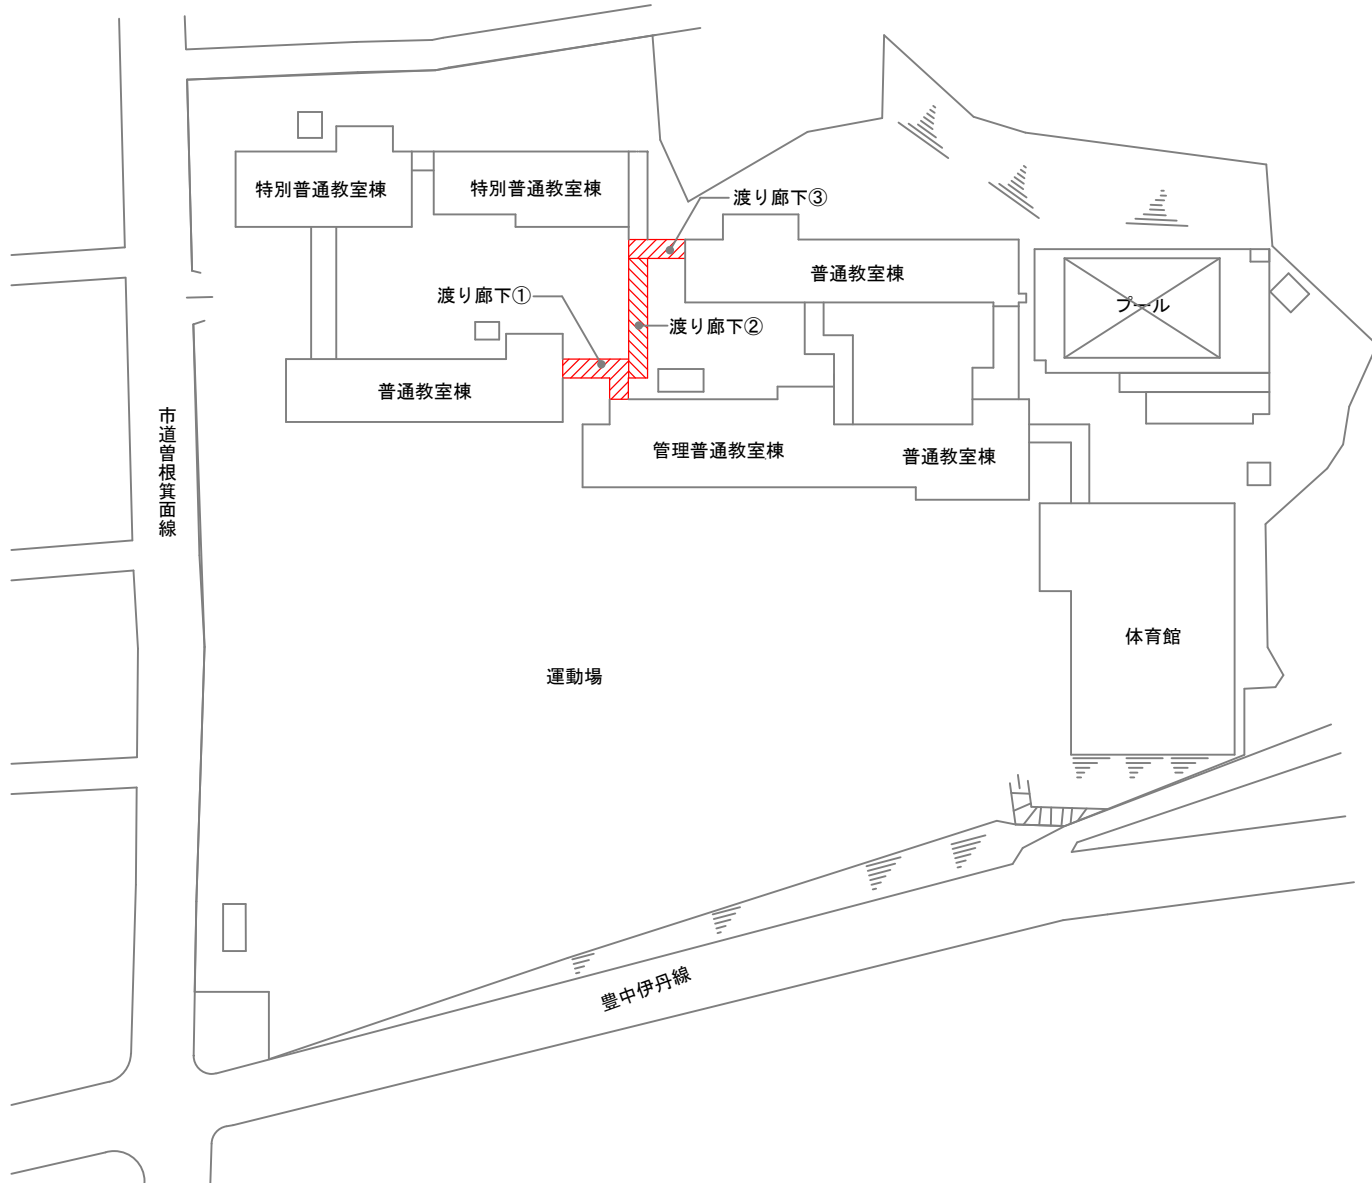 特別普通教室棟
特別普通教室棟
渡り廊下③
普通教室棟
渡り廊下①
プール
渡り廊下②
普通教室棟
市道曽根箕面線
管理普通教室棟
普通教室棟
体育館
運動場
豊中伊丹線